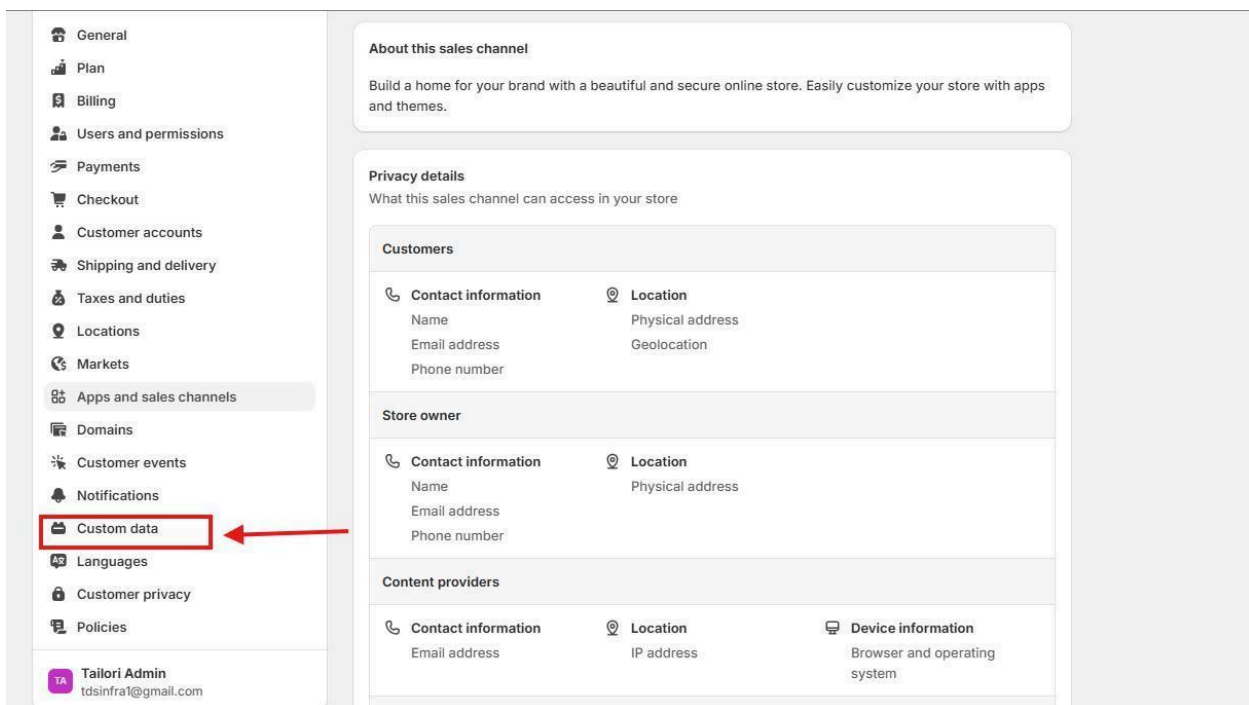 General
Plan
Billing
Users and permissions
Payments
Checkout
Customer accounts
Shipping and delivery
Taxes and duties
Locations
Markets
Apps and sales channels
Domains
Customer events
Notifications
Custom data
Languages
Customer privacy
Policies
TA
Tailori Admin
tdsinfra1@gmail.com
About this sales channel
Build a home for your brand with a beautiful and secure online store. Easily customize your store with apps
and themes.
Privacy details
What this sales channel can access in your store
Customers
Contact information
Name
Email address
Phone number
Location
Physical address
Geolocation
Store owner
Contact information
Name
Email address
Phone number
Location
Physical address
Content providers
Contact information
Email address
Location
IP address
Device information
Browser and operating
system